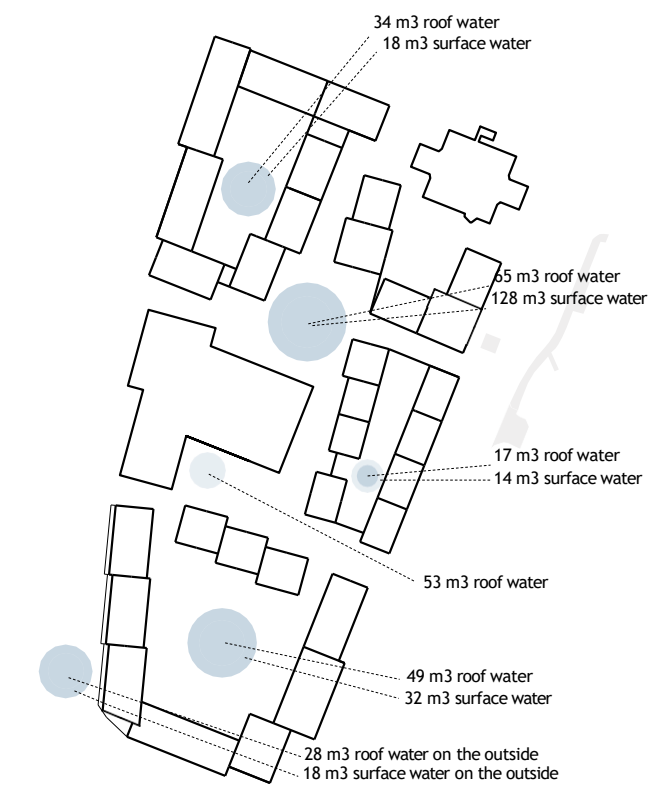 34 m3 roof water
18 m3 surface water
65 m3 roof water
128 m3 surface water
17 m3 roof water
14 m3 surface water
53 m3 roof water
49 m3 roof water
32 m3 surface water
28 m3 roof water on the outside
18 m3 surface water on the outside